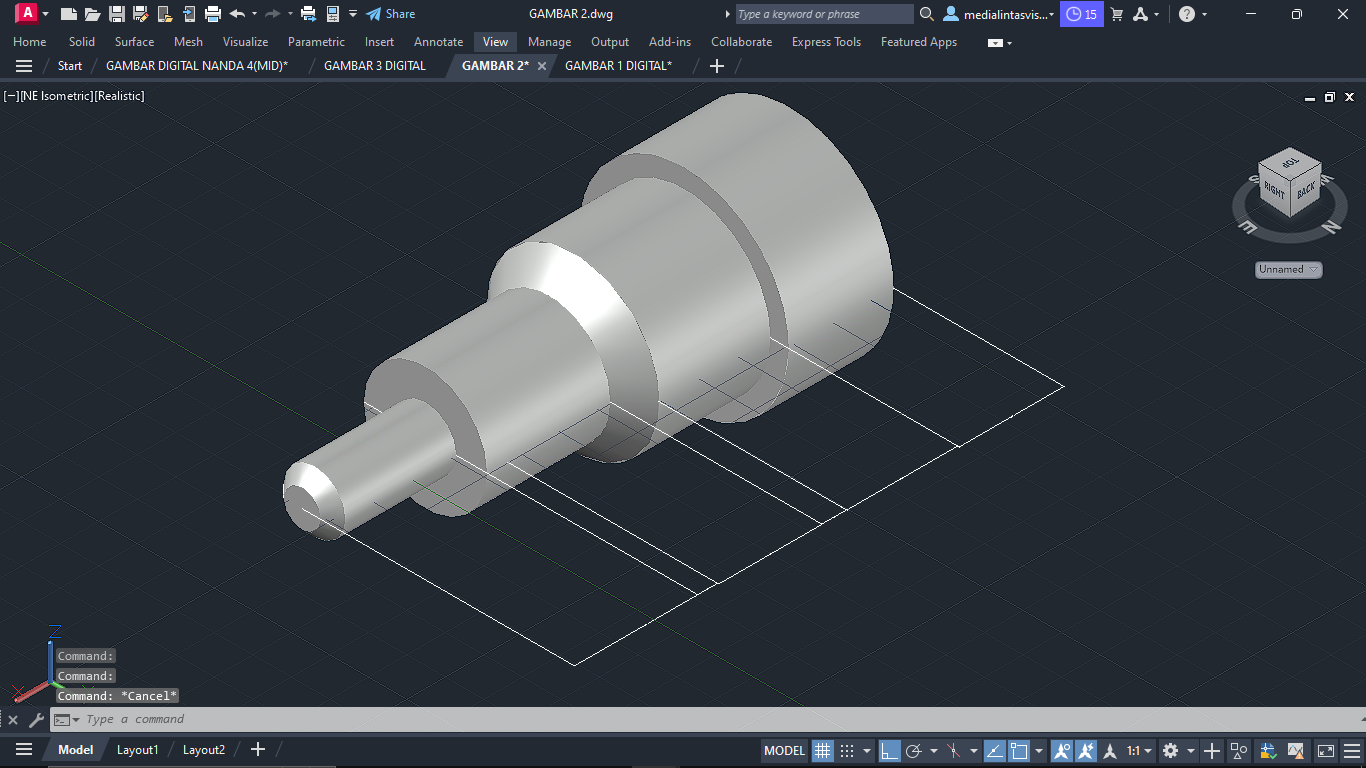 A Share GAMBAR 2.dwg Type a keyword or phrase medialintasvis... 15
Home Solid Surface Mesh Visualize Parametric Insert Annotate View Manage Output Add-ins Collaborate Express Tools Featured Apps
Start GAMBAR DIGITAL NANDA 4(MID)* GAMBAR 3 DIGITAL GAMBAR 2* GAMBAR 1 DIGITAL*
[−][NE Isometric][Realistic]
TOP
RIGHT BACK
S
E N
Unnamed
Z
X
Command:
Command:
Command: *Cancel*
Type a command
Model Layout1 Layout2 MODEL 1:1